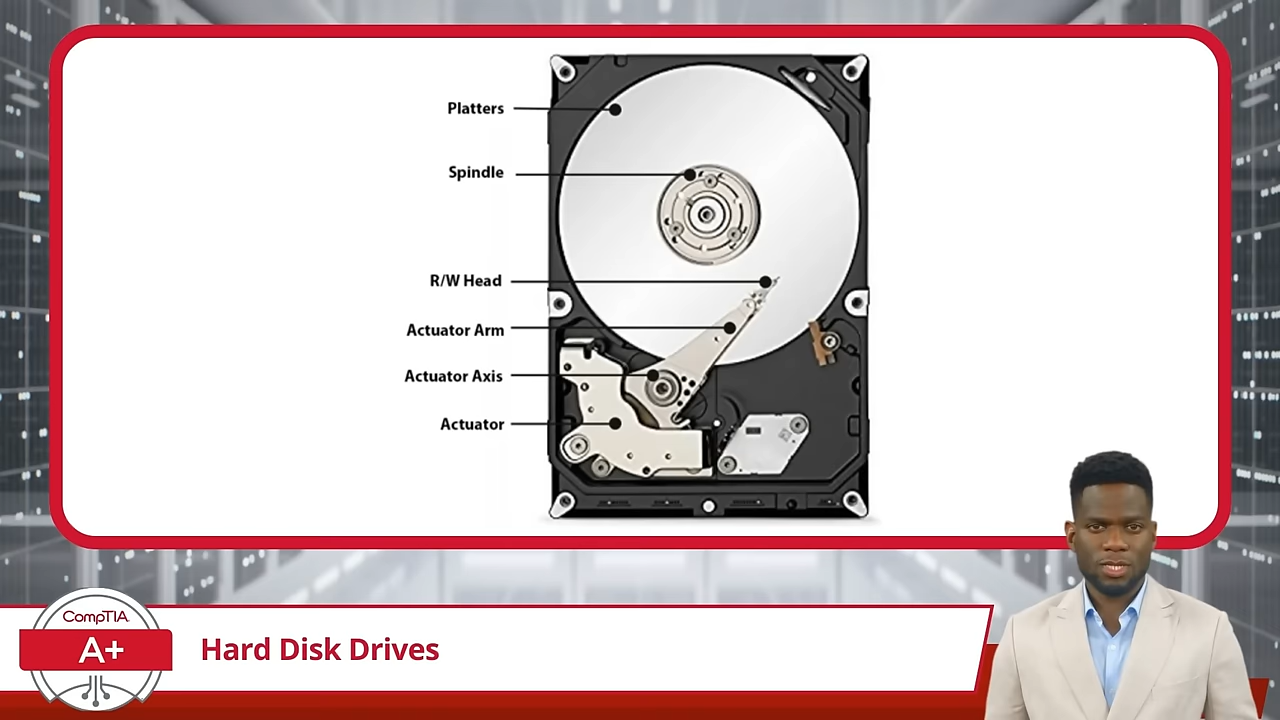 Platters
Spindle
R/W Head
Actuator Arm
Actuator Axis
Actuator
CompTIA
A+
Hard Disk Drives